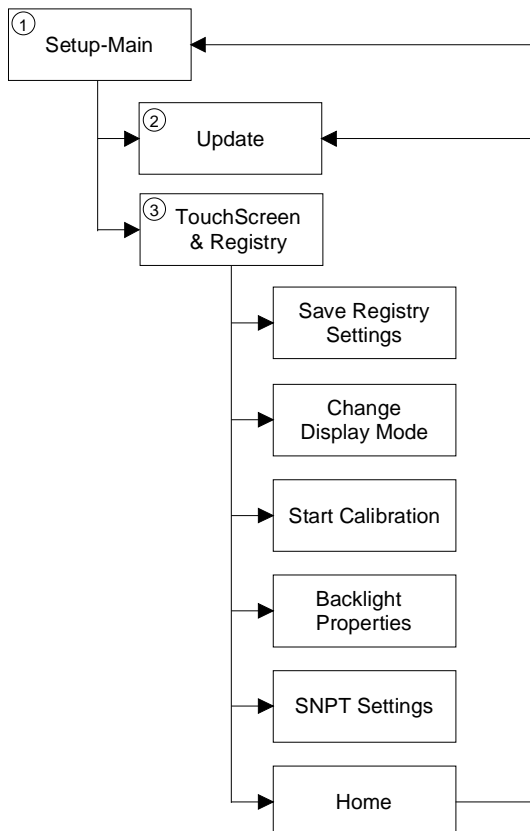 1
Setup-Main
2
Update
3
TouchScreen
& Registry
Save Registry
Settings
Change
Display Mode
Start Calibration
Backlight
Properties
SNPT Settings
Home